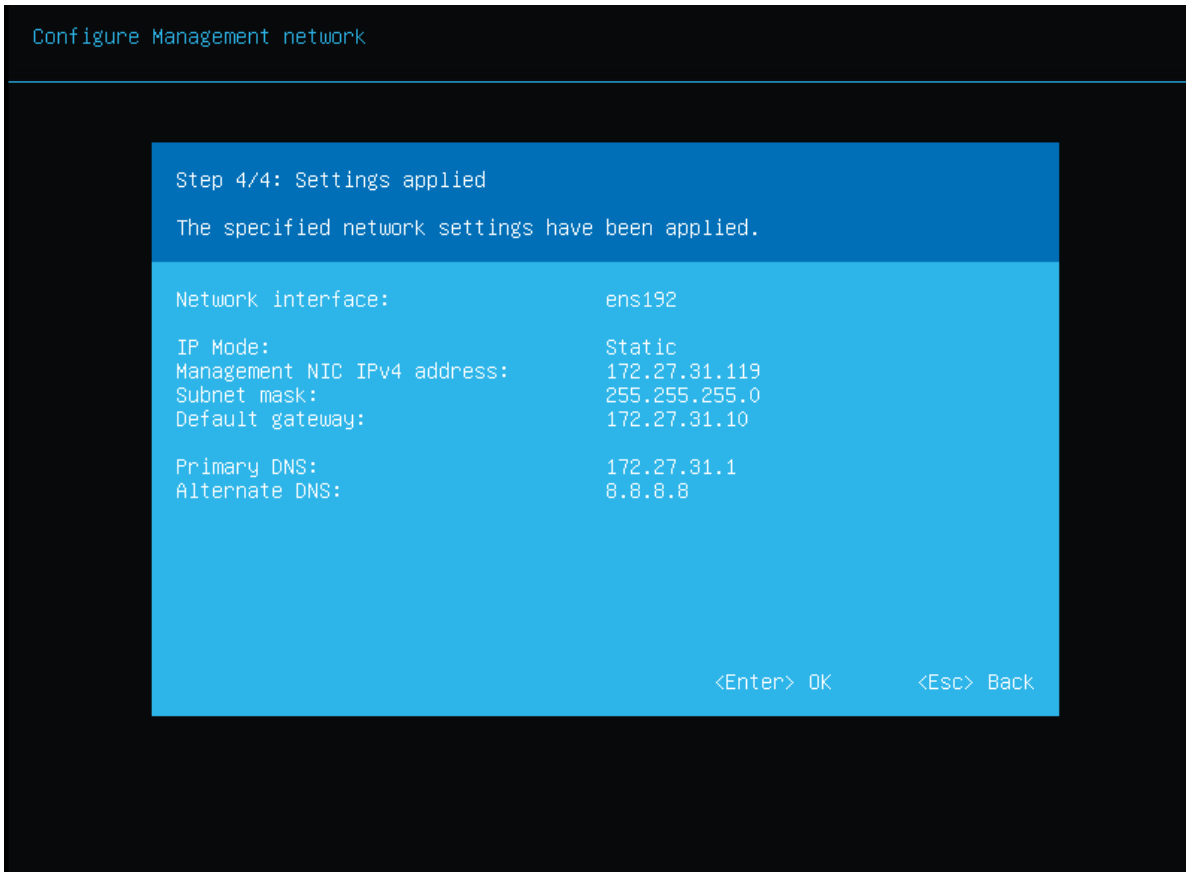 Configure Management network
Step 4/4: Settings applied
The specified network settings have been applied.
Network interface: ens192
IP Mode: Static
Management NIC IPv4 address: 172.27.31.119
Subnet mask: 255.255.255.0
Default gateway: 172.27.31.10
Primary DNS: 172.27.31.1
Alternate DNS: 8.8.8.8
<Enter> OK <Esc> Back